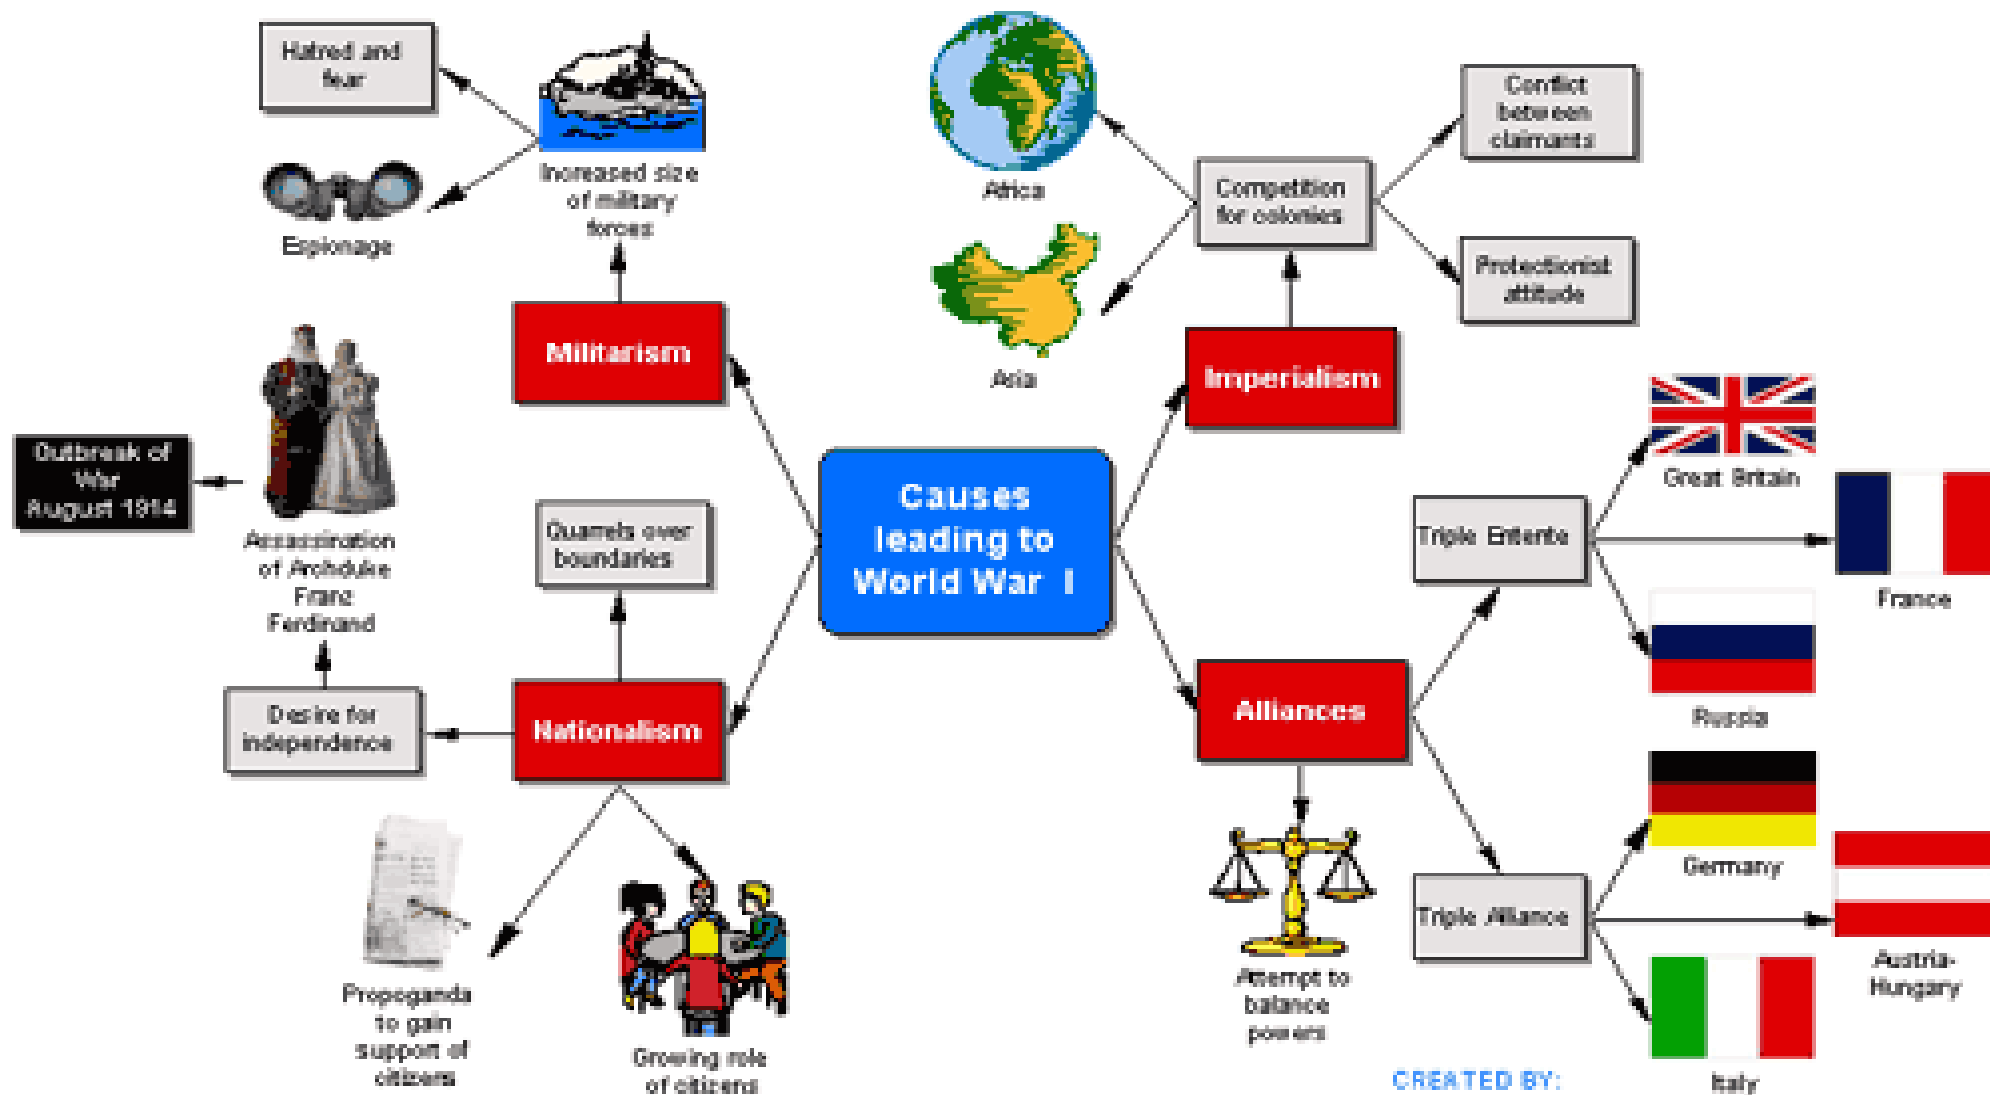 Hatred and
fear
Increased size
of military
forces
Espionage
Militarism
Africa
Asia
Competition
for colonies
Conflict
between
claimants
Protectionist
attitude
Imperialism
Causes
leading to
World War I
Outbreak of
War
August 1914
Assassination
of Archduke
Franz
Ferdinand
Quarrels over
boundaries
Desire for
independence
Nationalism
Propoganda
to gain
support of
citizens
Growing role
of citizens
Alliances
Attempt to
balance
powers
Triple Entente
Great Britain
France
Russia
Triple Alliance
Germany
Austria-
Hungary
Italy
CREATED BY: